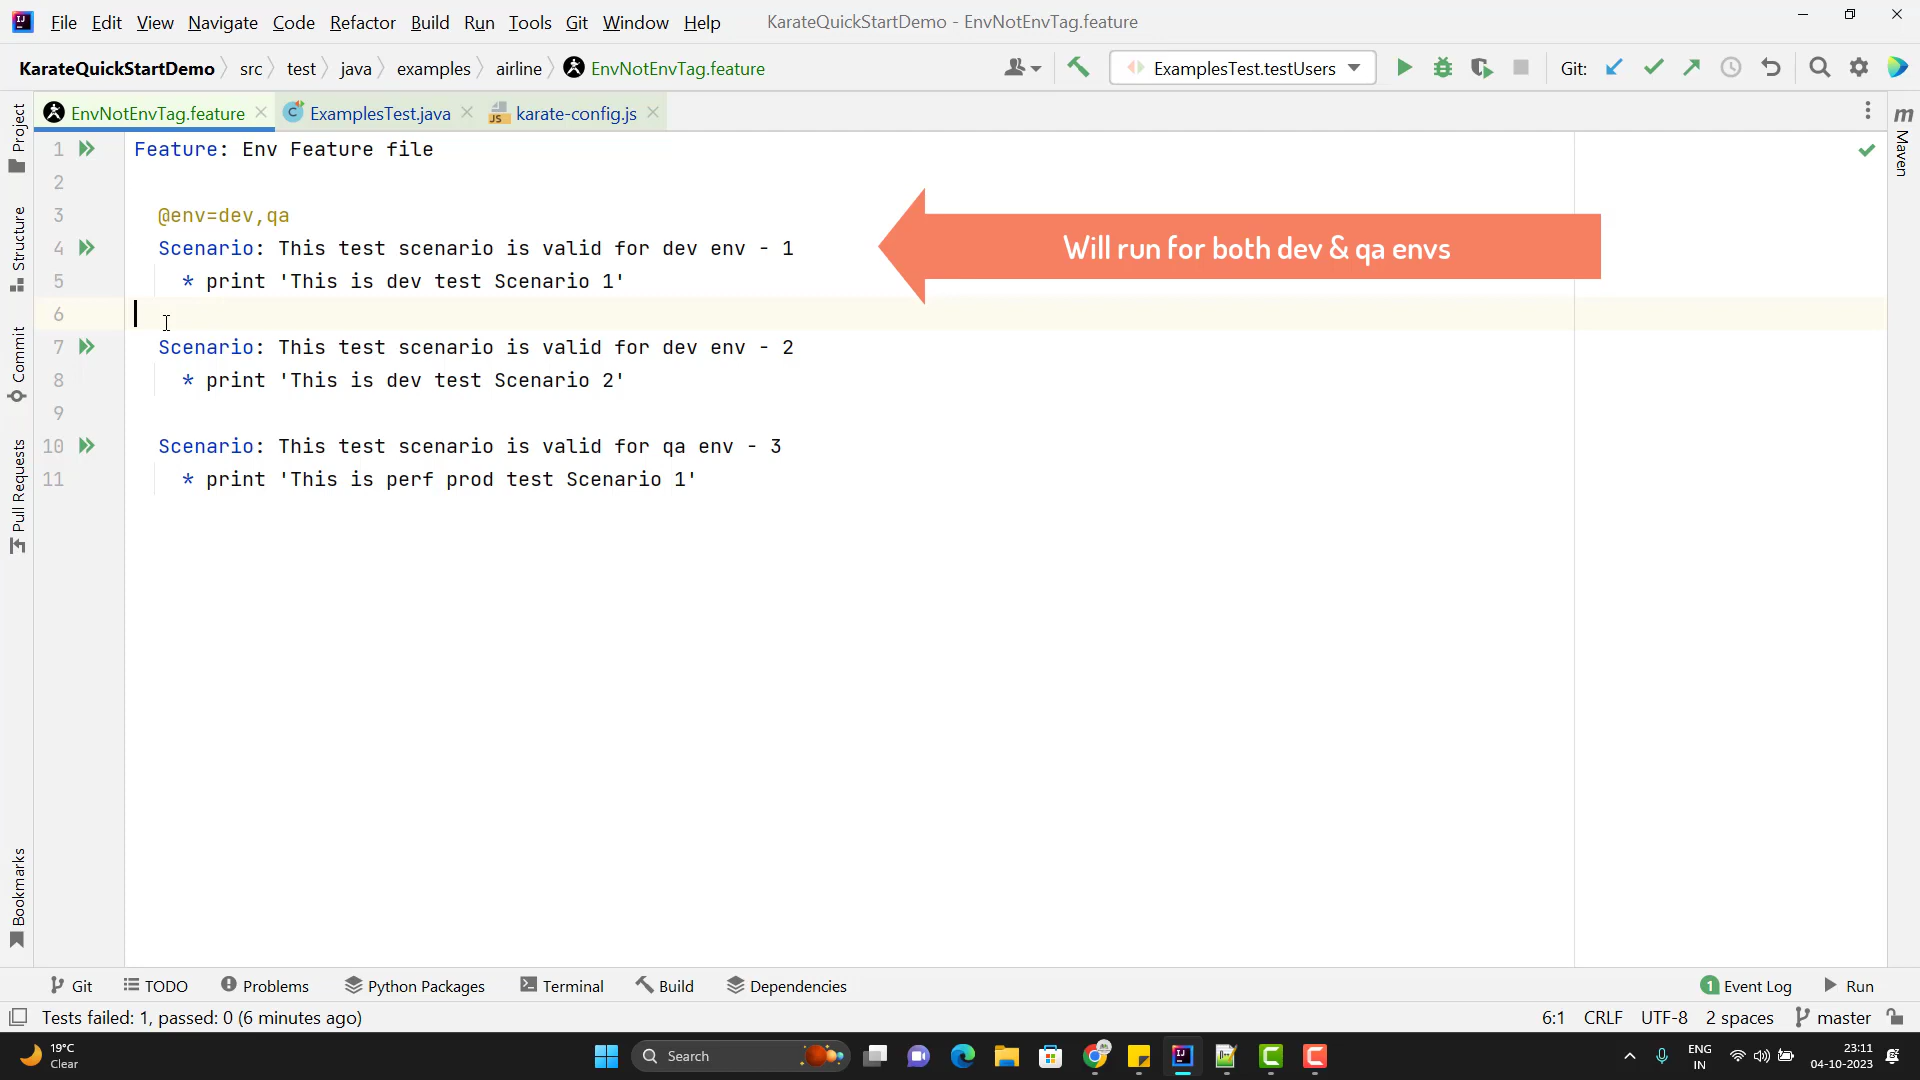 File Edit View Navigate Code Refactor Build Run Tools Git Window Help KarateQuickStartDemo - EnvNotEnvTag.feature
KarateQuickStartDemo src test java examples airline EnvNotEnvTag.feature ExamplesTest.testUsers Git:
EnvNotEnvTag.feature ExamplesTest.java JS karate-config.js
Project
Structure
Commit
Pull Requests
Bookmarks
m Maven
1 Feature: Env Feature file
2
3 @env=dev,qa
4 Scenario: This test scenario is valid for dev env - 1
Will run for both dev & qa envs
5 * print 'This is dev test Scenario 1'
6
7 Scenario: This test scenario is valid for dev env - 2
8 * print 'This is dev test Scenario 2'
9
10 Scenario: This test scenario is valid for qa env - 3
11 * print 'This is perf prod test Scenario 1'
Git TODO Problems Python Packages Terminal Build Dependencies 1 Event Log Run
Tests failed: 1, passed: 0 (6 minutes ago) 6:1 CRLF UTF-8 2 spaces master
19°C
Clear
Search
ENG
IN
23:11
04-10-2023